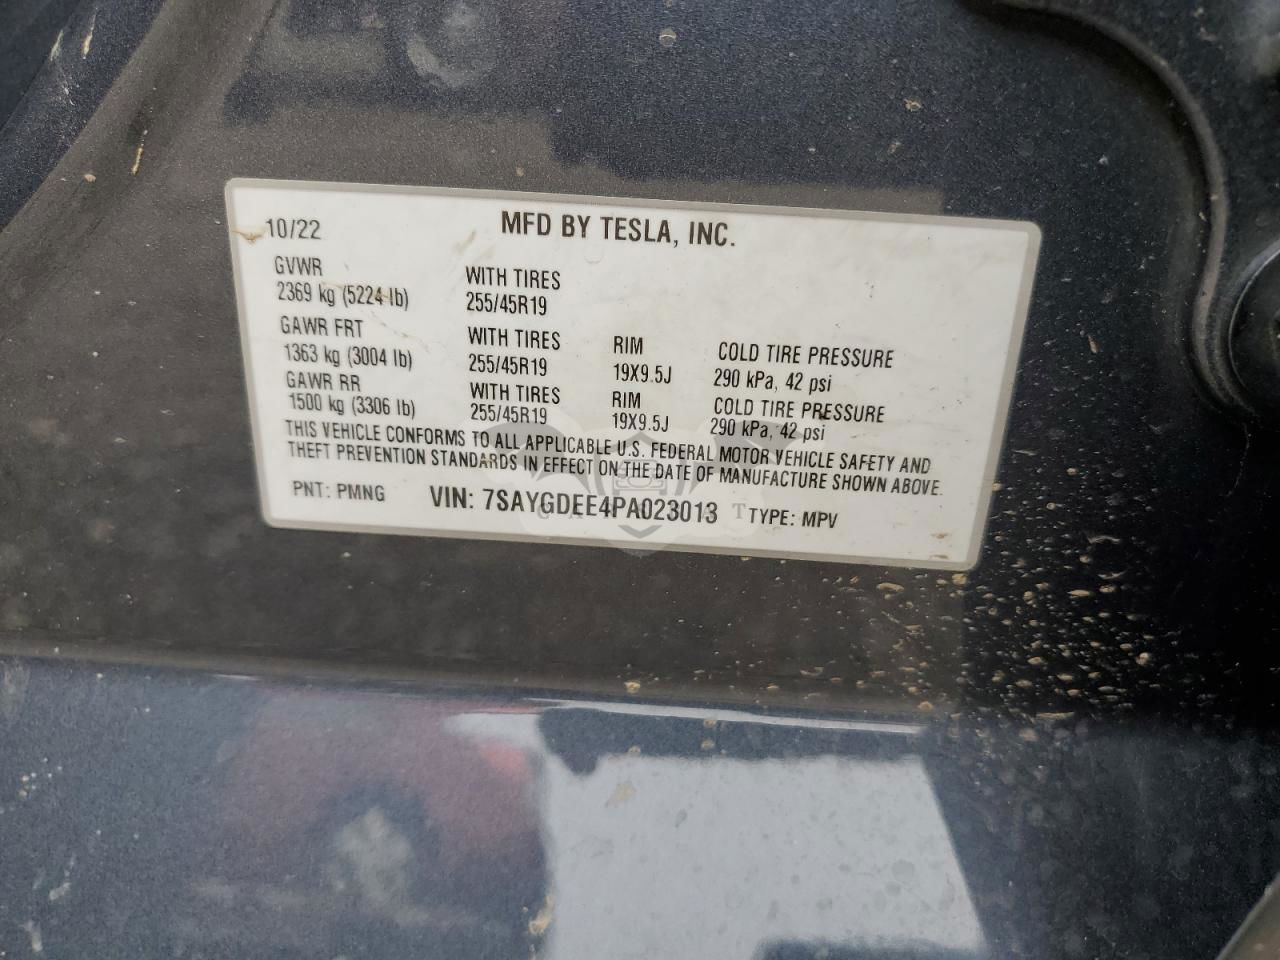 10/22 MFD BY TESLA, INC.
GVWR WITH TIRES
2369 kg (5224 lb) 255/45R19
GAWR FRT WITH TIRES RIM COLD TIRE PRESSURE
1363 kg (3004 lb) 255/45R19 19X9.5J 290 kPa, 42 psi
GAWR RR WITH TIRES RIM COLD TIRE PRESSURE
1500 kg (3306 lb) 255/45R19 19X9.5J 290 kPa, 42 psi
THIS VEHICLE CONFORMS TO ALL APPLICABLE U.S. FEDERAL MOTOR VEHICLE SAFETY AND
THEFT PREVENTION STANDARDS IN EFFECT ON THE DATE OF MANUFACTURE SHOWN ABOVE.
PNT: PMNG VIN: 7SAYGDEE4PA023013 TYPE: MPV